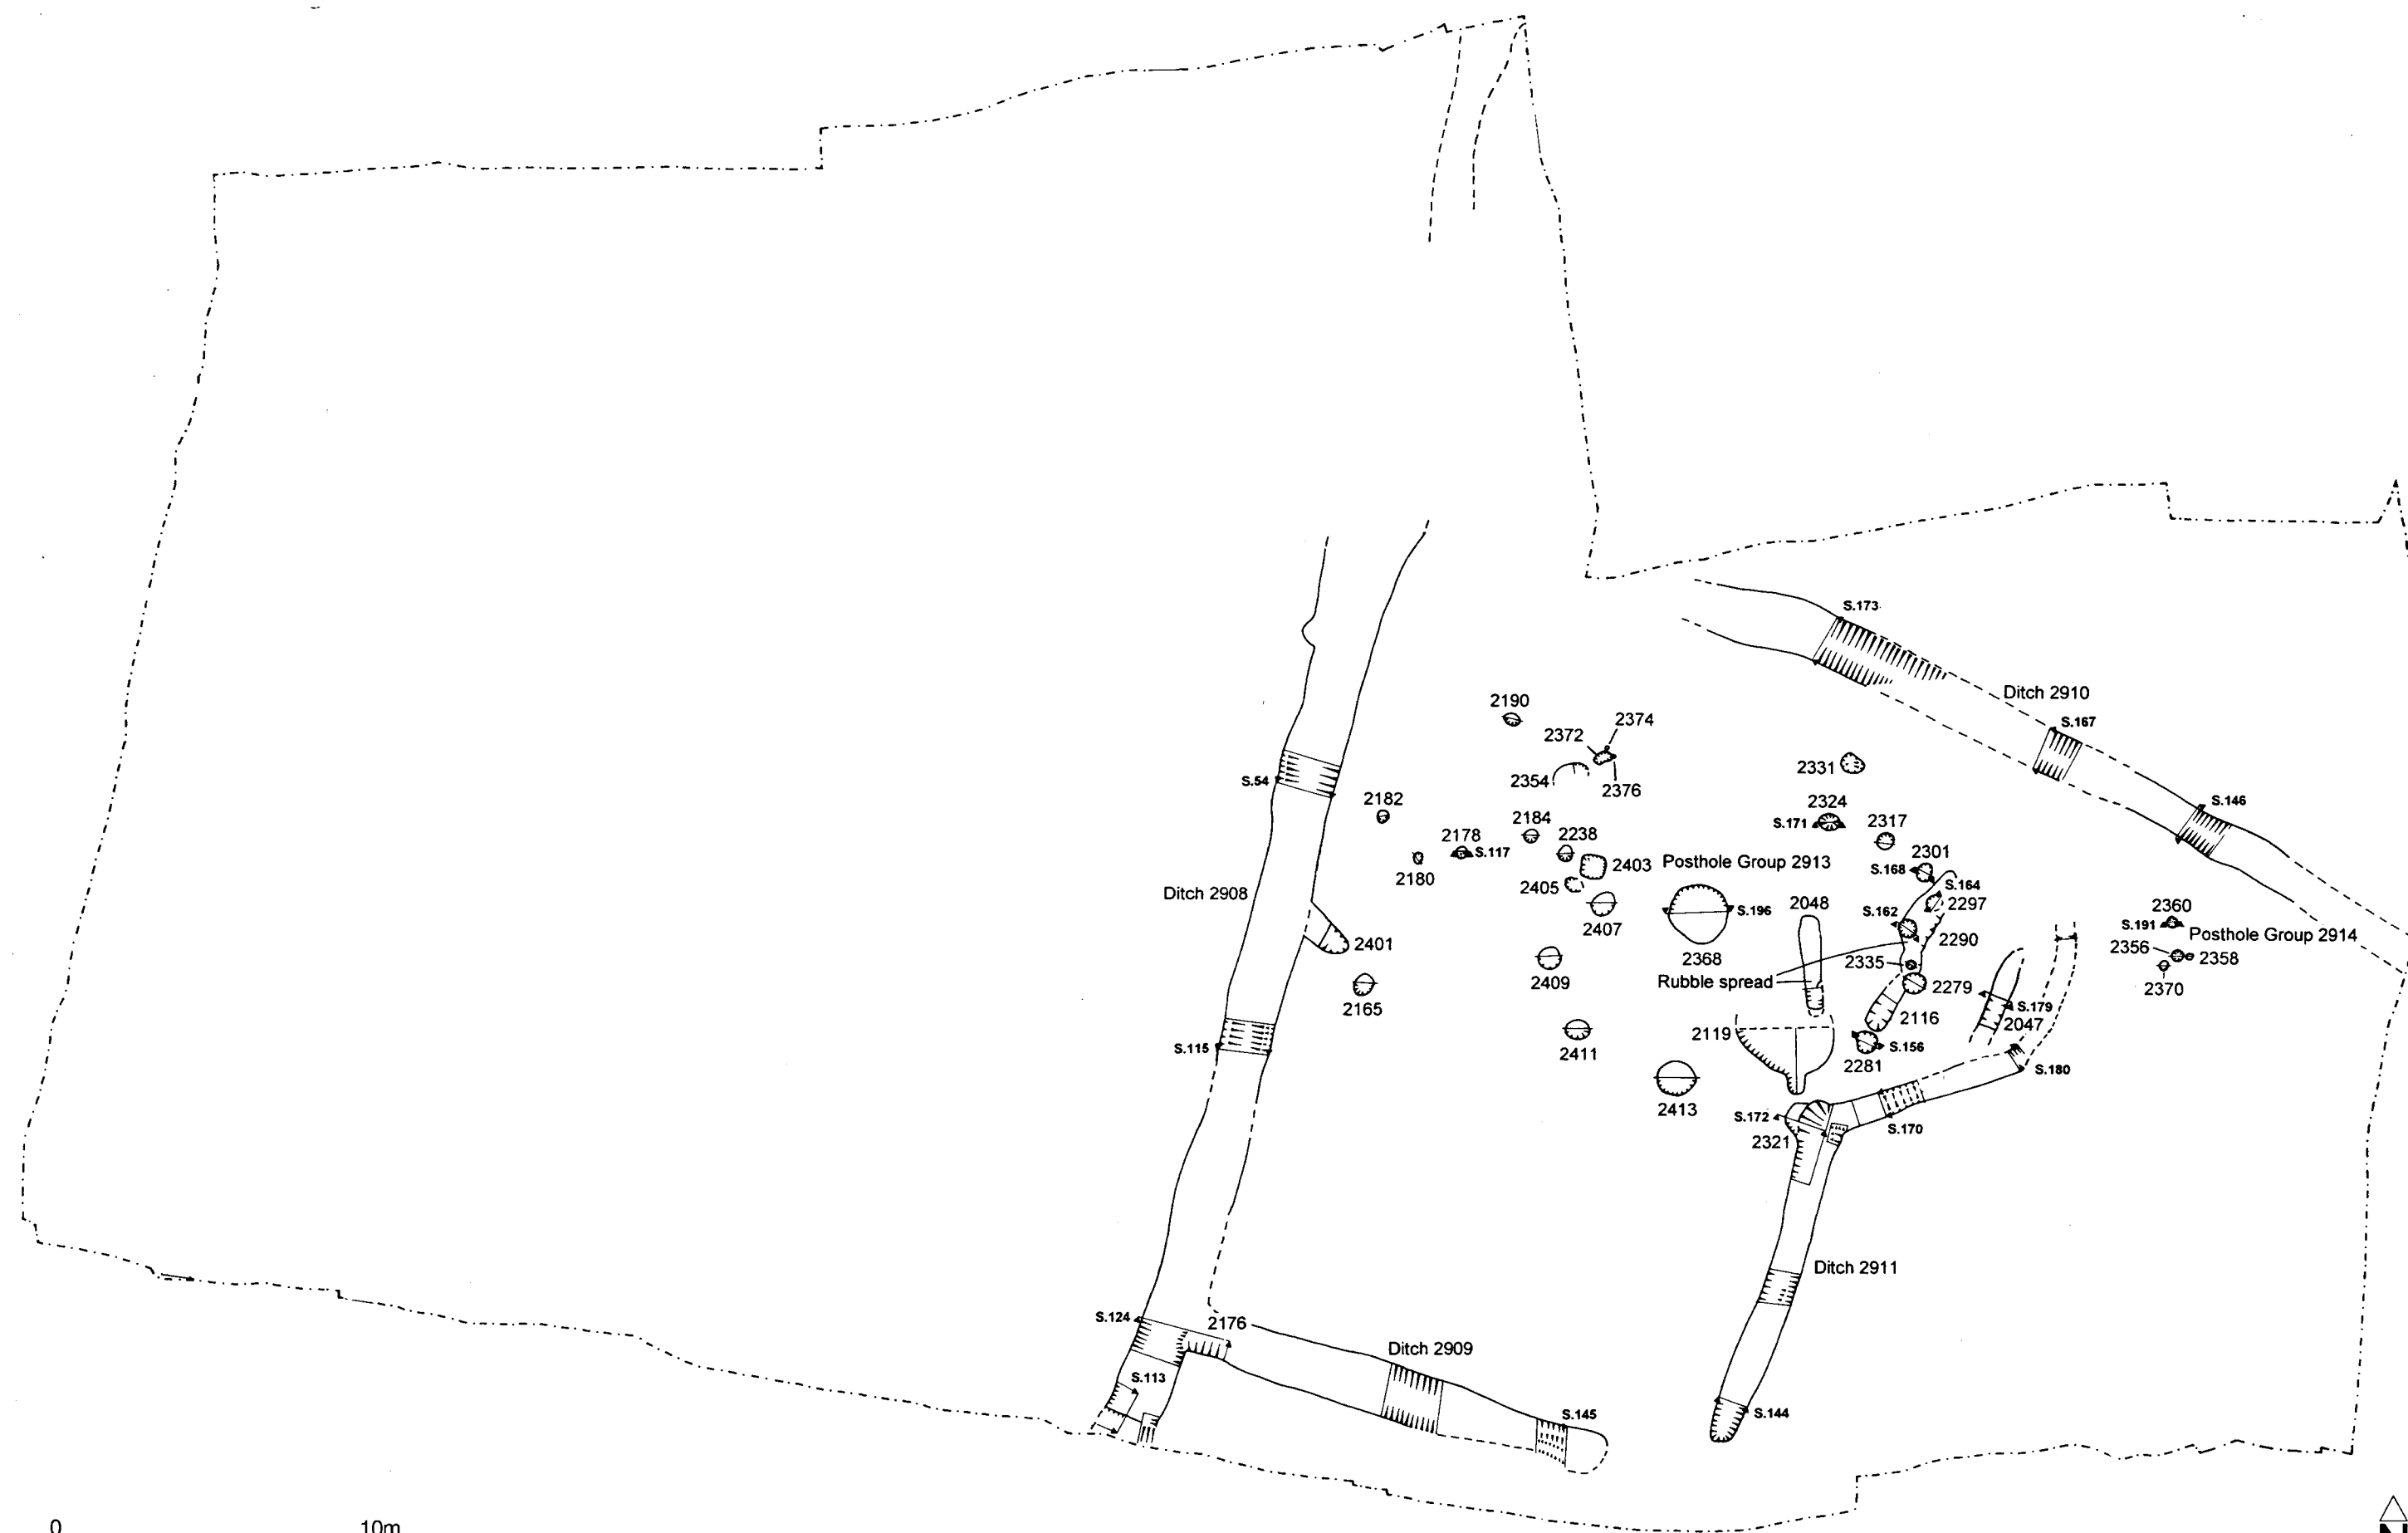 S.173
Ditch 2910
S.167
2190
2374
2372
2354
2376
2331
S.54
2182
2324
S.171
2317
S.146
2184
2178
2238
S.117
2180
2403
Posthole Group 2913
2301
S.168
S.164
2405
2297
Ditch 2908
S.196
2048
S.162
2360
S.191
2407
2290
Posthole Group 2914
2401
2368
2356
2358
2409
Rubble spread
2335
2370
2165
2279
S.179
2116
2047
2119
S.115
2411
S.156
2281
S.180
2413
S.172
S.170
2321
Ditch 2911
S.124
2176
Ditch 2909
S.113
S.145
S.144
0
10m
N